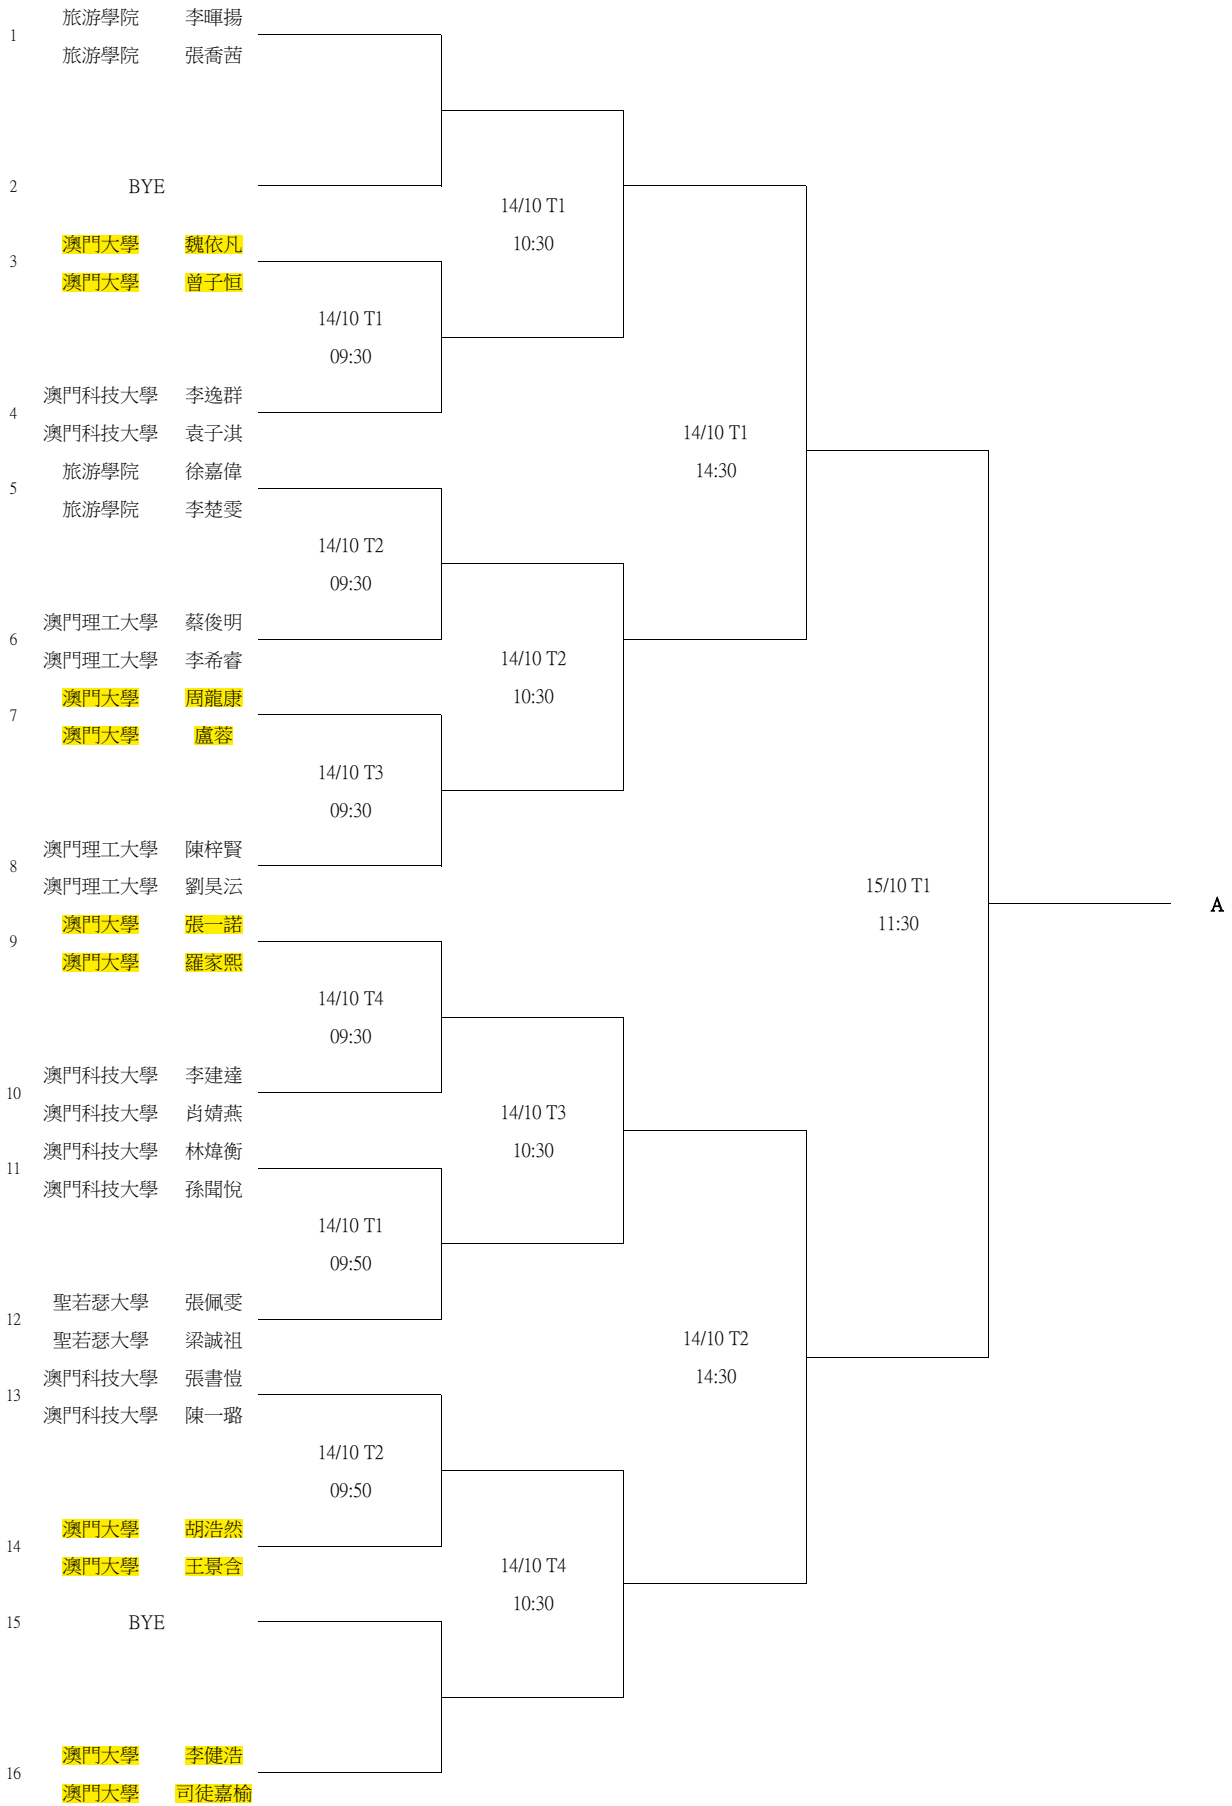 旅游學院 李暉揚
1
旅游學院 張喬茜
2 BYE
14/10 T1
10:30
澳門大學 魏依凡
3
澳門大學 曾子恒
14/10 T1
09:30
澳門科技大學 李逸群
4
澳門科技大學 袁子淇
14/10 T1
14:30
旅游學院 徐嘉偉
5
旅游學院 李楚雯
14/10 T2
09:30
澳門理工大學 蔡俊明
6
澳門理工大學 李希睿
14/10 T2
10:30
澳門大學 周龍康
7
澳門大學 盧蓉
14/10 T3
09:30
澳門理工大學 陳梓賢
8
澳門理工大學 劉昊沄
15/10 T1
11:30
A
澳門大學 張一諾
9
澳門大學 羅家熙
14/10 T4
09:30
澳門科技大學 李建達
10
澳門科技大學 肖婧燕
14/10 T3
10:30
澳門科技大學 林煒衡
11
澳門科技大學 孫聞悅
14/10 T1
09:50
聖若瑟大學 張佩雯
12
聖若瑟大學 梁誠祖
14/10 T2
14:30
澳門科技大學 張書愷
13
澳門科技大學 陳一璐
14/10 T2
09:50
澳門大學 胡浩然
14
澳門大學 王景含
14/10 T4
10:30
15 BYE
澳門大學 李健浩
16
澳門大學 司徒嘉榆